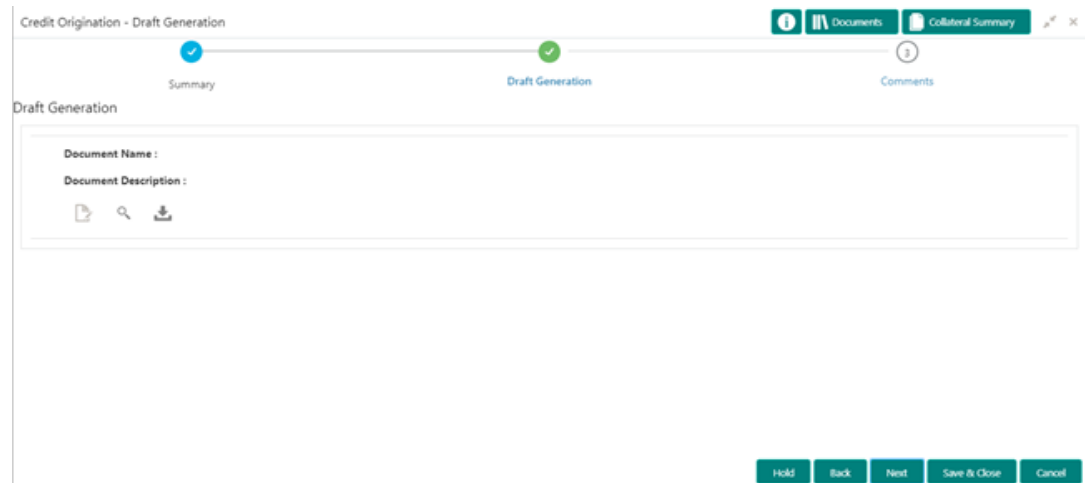 Credit Origination - Draft Generation
i Documents Collateral Summary
3
Summary Draft Generation Comments
Draft Generation
Document Name :
Document Description :
Hold Back Next Save & Close Cancel